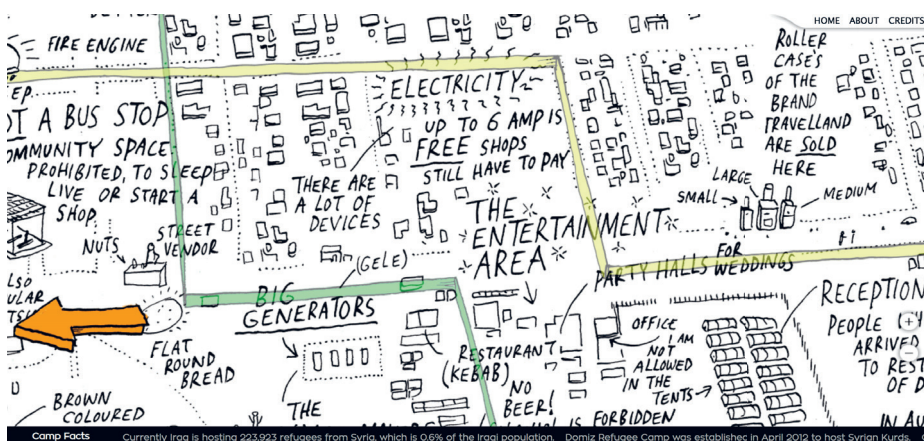 HOME ABOUT CREDITS
FIRE ENGINE
A BUS STOP
COMMUNITY SPACE
PROHIBITED, TO SLEEP
LIVE OR START A
SHOP
NUTS
STREET
VENDOR
FLAT
ROUND
BREAD
BROWN
COLOURED
ELECTRICITY
UP TO 6 AMP IS
FREE SHOPS
STILL HAVE TO PAY
THERE ARE
A LOT OF
DEVICES
(GELE)
BIG
GENERATORS
THE
THE
ENTERTAINMENT
AREA
RESTAURANT
(KEBAB)
NO
BEER!
IS FORBIDDEN
PARTY HALLS FOR
WEDDINGS
OFFICE
I AM
NOT
ALLOWED
IN THE
TENTS
ROLLER
CASES
OF THE
BRAND
TRAVELLAND
ARE SOLD
HERE
LARGE
SMALL
MEDIUM
RECEPTION
PEOPLE
ARRIVED
TO REST
OF
IN
Camp Facts Currently Iraq is hosting 223,923 refugees from Syria, which is 0.6% of the Iraqi population. Domiz Refugee Camp was establishec in April 2012 to host Syrian Kurds.